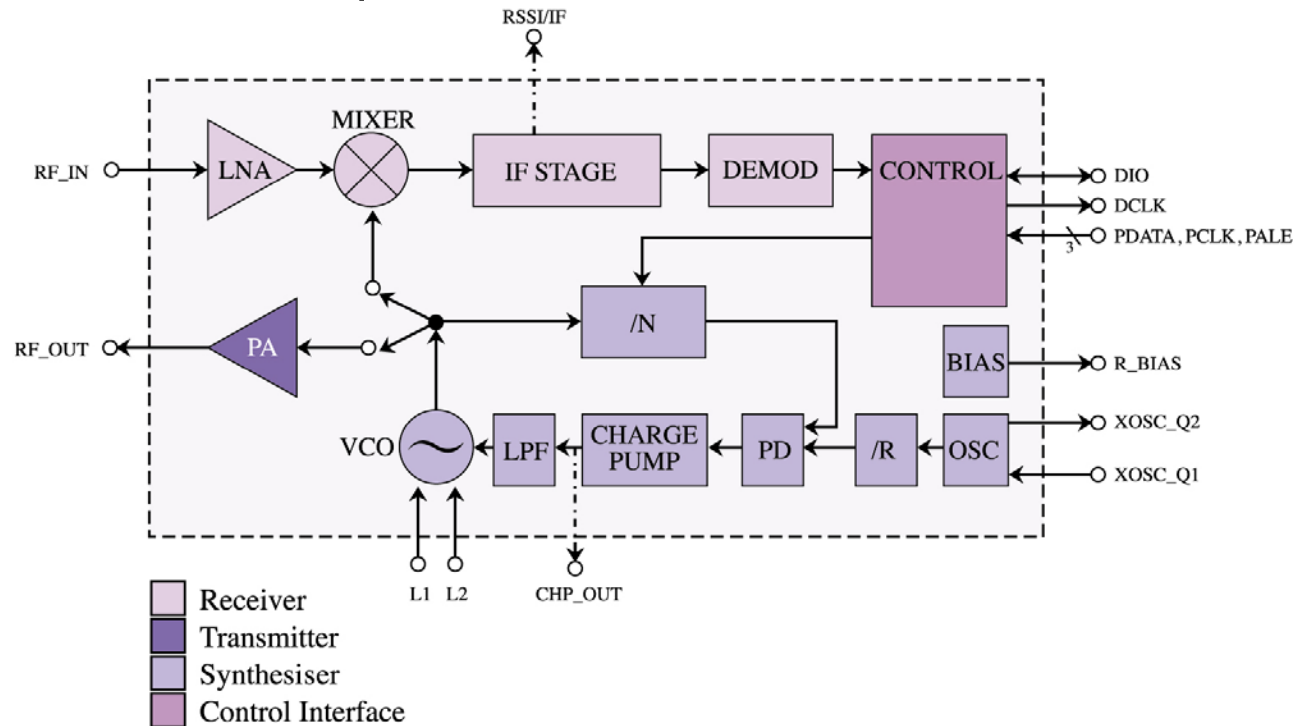 RSSI/IF
MIXER
RF_IN
LNA
IF STAGE
DEMOD
CONTROL
DIO
DCLK
3
PDATA, PCLK, PALE
/N
RF_OUT
PA
BIAS
R_BIAS
VCO
LPF
CHARGE
PUMP
PD
/R
OSC
XOSC_Q2
XOSC_Q1
L1
L2
CHP_OUT
Receiver
Transmitter
Synthesiser
Control Interface